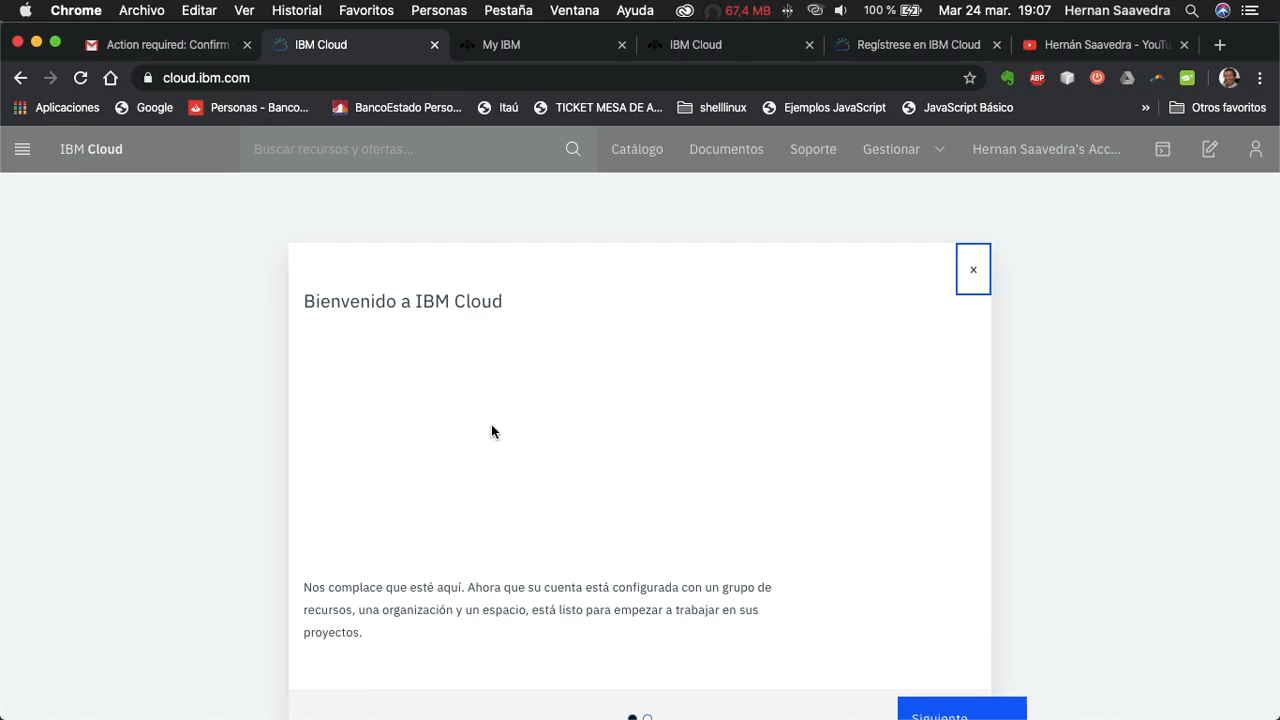 Chrome Archivo Editar Ver Historial Favoritos Personas Pestaña Ventana Ayuda 67,4 MB 100 % Mar 24 mar. 19:07 Hernan Saavedra
Action required: Confirm IBM Cloud My IBM IBM Cloud Regístrese en IBM Cloud Hernán Saavedra - YouTu
cloud.ibm.com ABP
Aplicaciones Google Personas - Banco... BancoEstado Perso... Itaú TICKET MESA DE A... shelllinux Ejemplos JavaScript JavaScript Básico » Otros favoritos
IBM Cloud Buscar recursos y ofertas... Catálogo Documentos Soporte Gestionar Hernan Saavedra's Acc...
x
Bienvenido a IBM Cloud
Nos complace que esté aquí. Ahora que su cuenta está configurada con un grupo de
recursos, una organización y un espacio, está listo para empezar a trabajar en sus
proyectos.
Siguiente